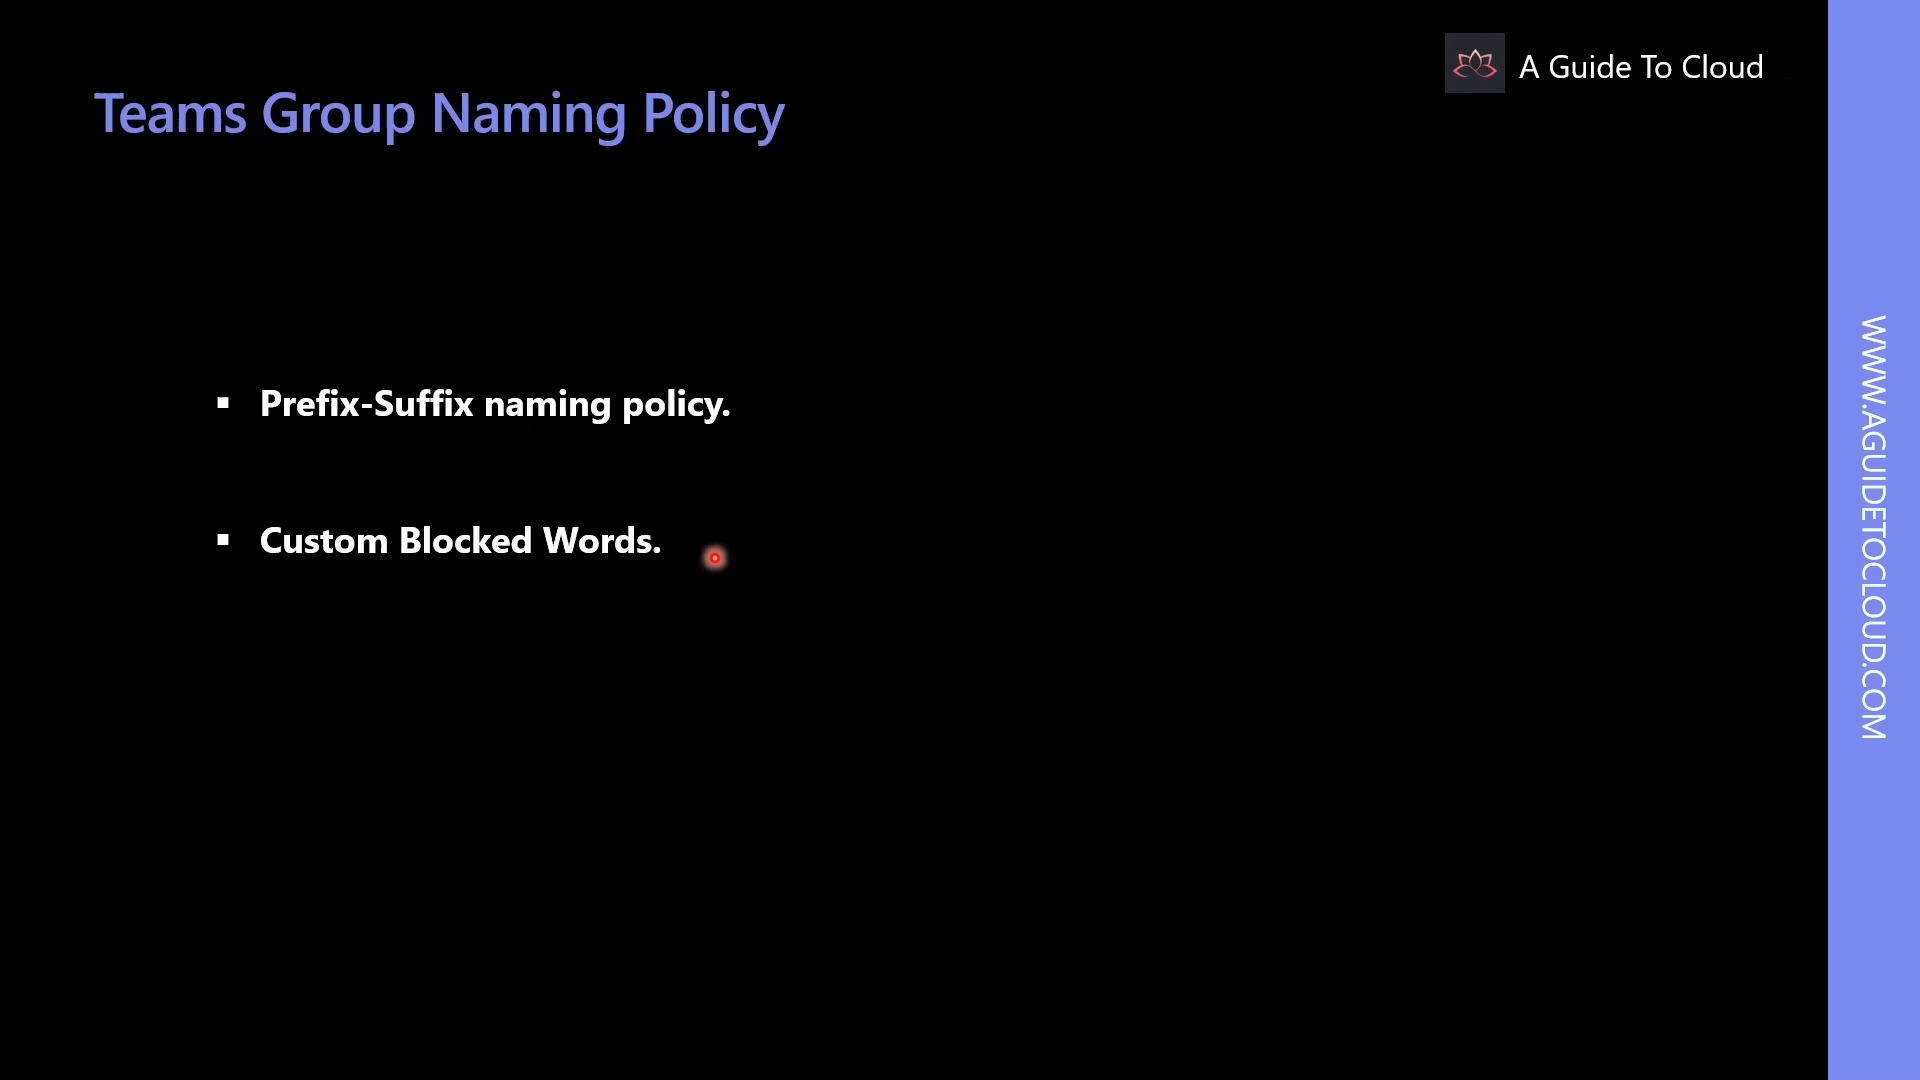 A Guide To Cloud
Teams Group Naming Policy
▪ Prefix-Suffix naming policy.
▪ Custom Blocked Words.
WWW.AGUIDETOCLOUD.COM